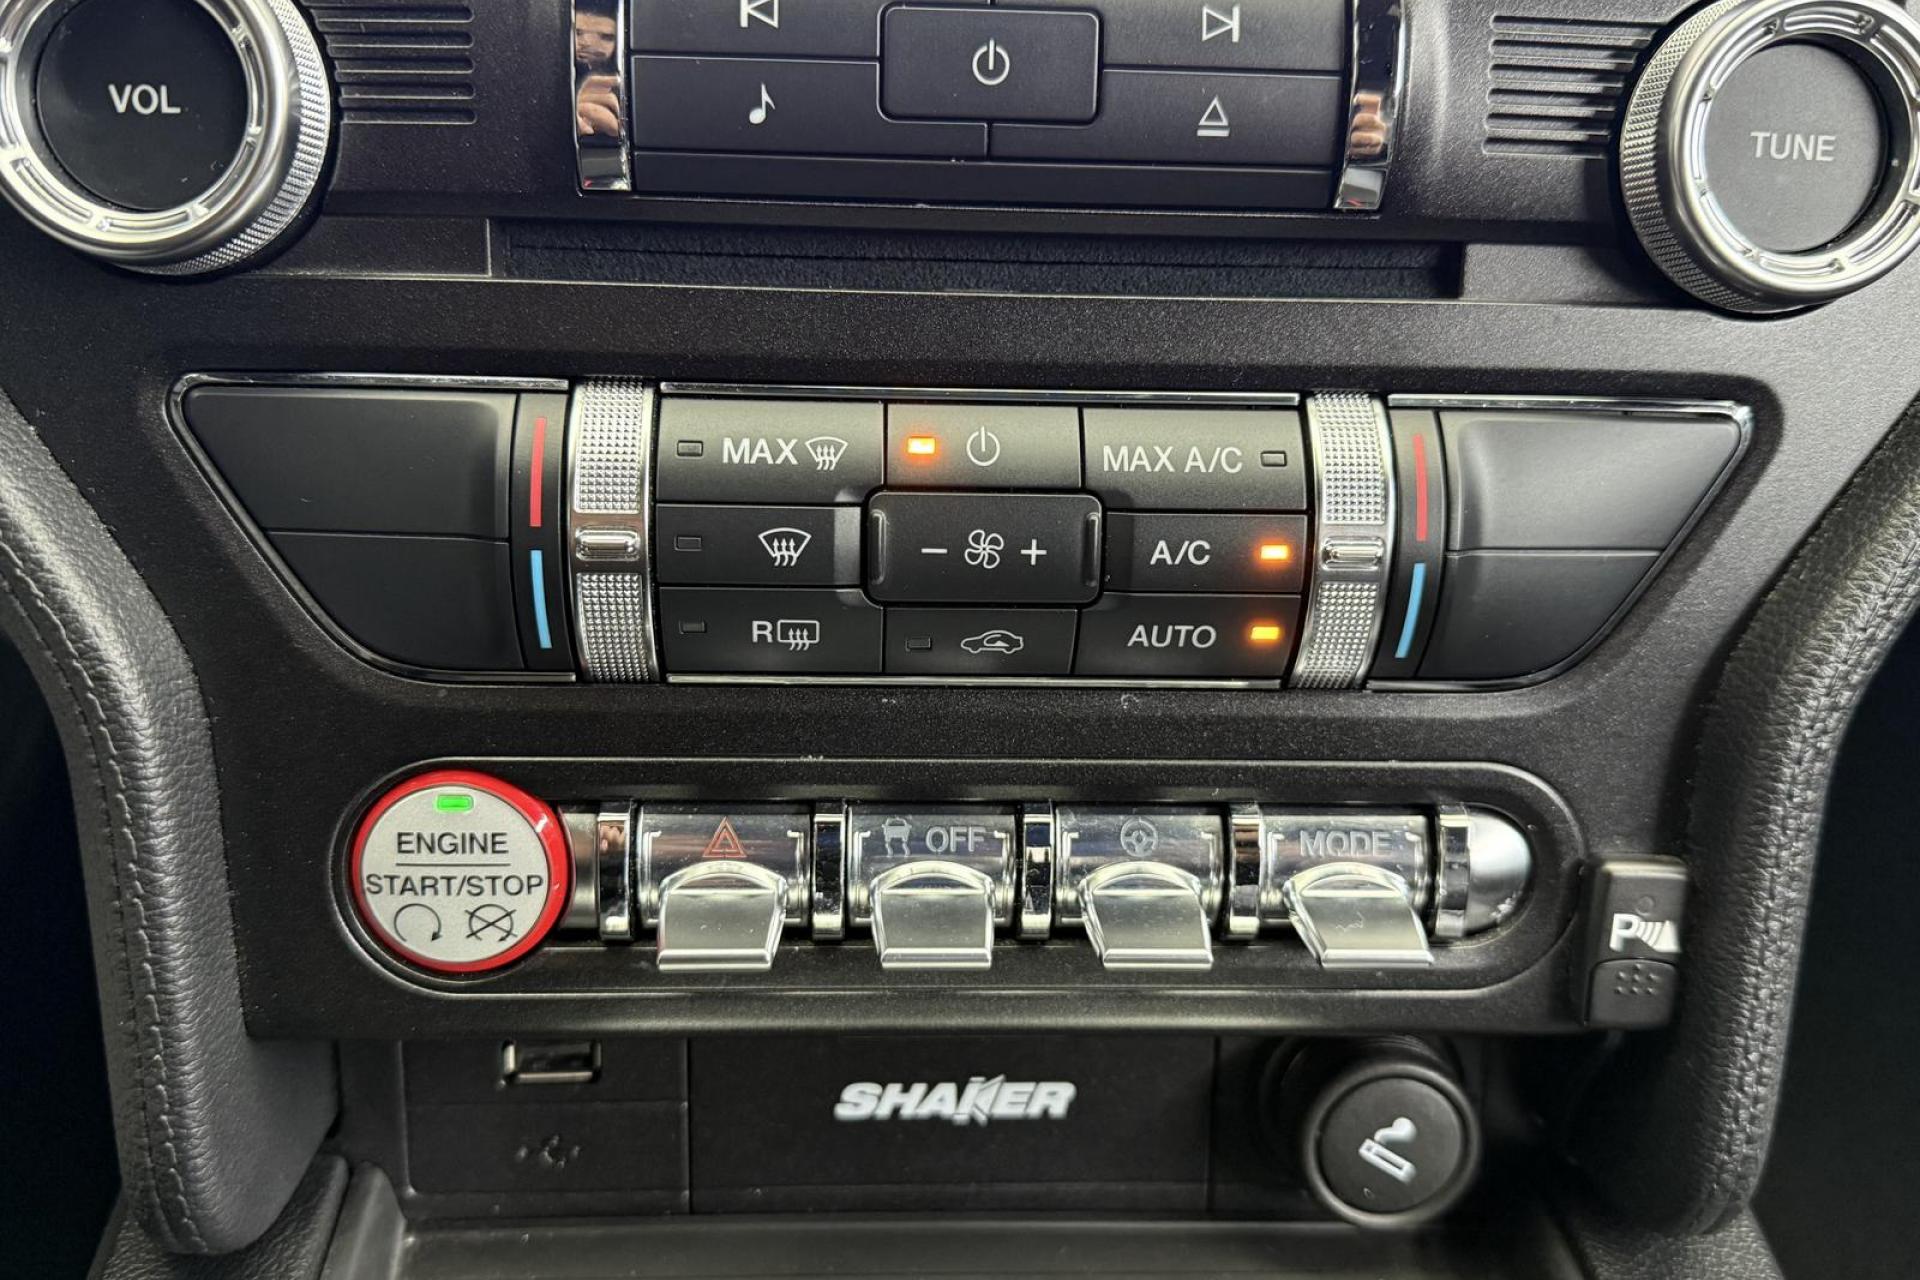 VOL
TUNE
MAX
MAX A/C
- +
A/C
R
AUTO
ENGINE
START/STOP
OFF
MODE
P
SHAKER